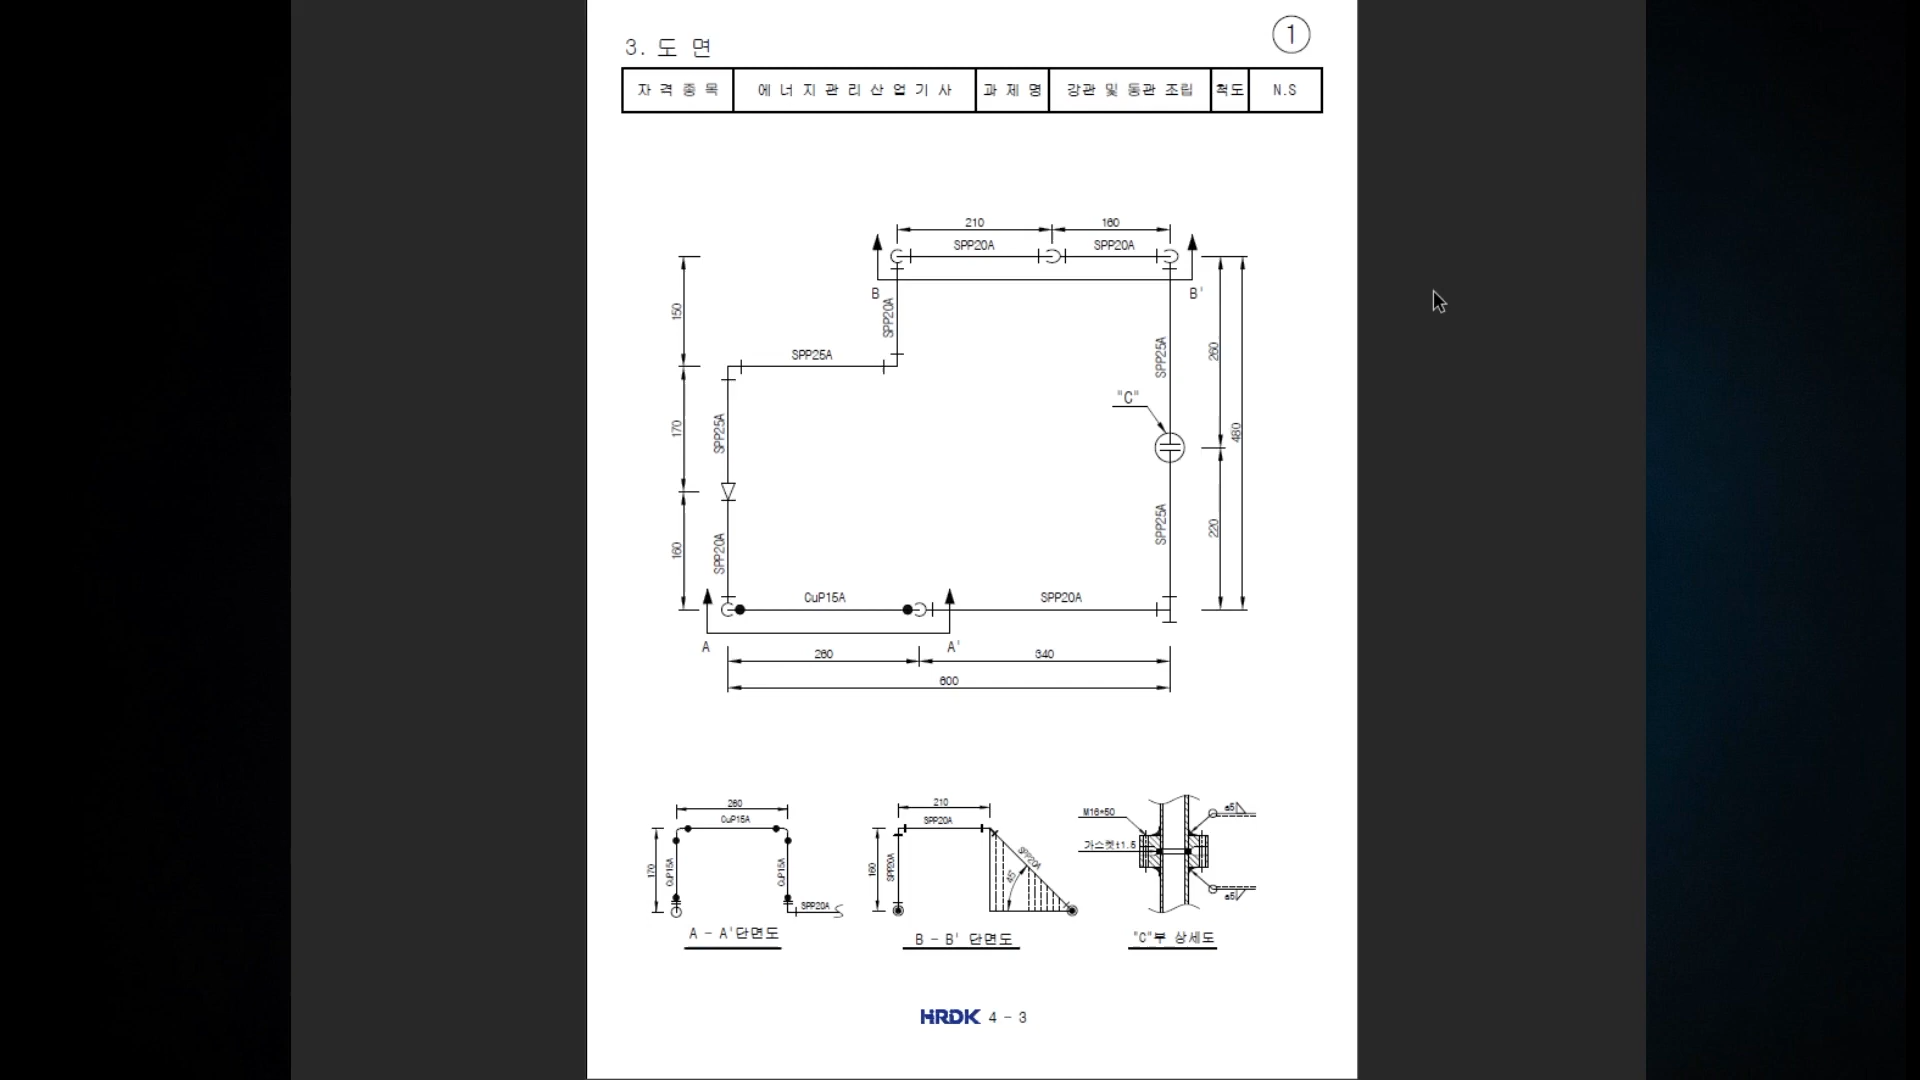 3. 도 면
1
자 격 종 목 에 너 지 관 리 산 업 기 사 과 제 명 강관 및 동관 조립 척도 N.S
210 160
SPP20A SPP20A
B B'
150
SPP20A
SPP25A
SPP25A
260
"C"
170
SPP25A
480
SPP25A
220
160
SPP20A
CuP15A SPP20A
A A'
260 340
600
260
CuP15A
170
CuP15A
CuP15A
SPP20A
A - A'단면도
210
SPP20A
160
SPP20A
SPP20A
45°
B - B' 단면도
M16*50
가스켓t1.5
a5
a5
"C"부 상세도
HRDK 4 - 3